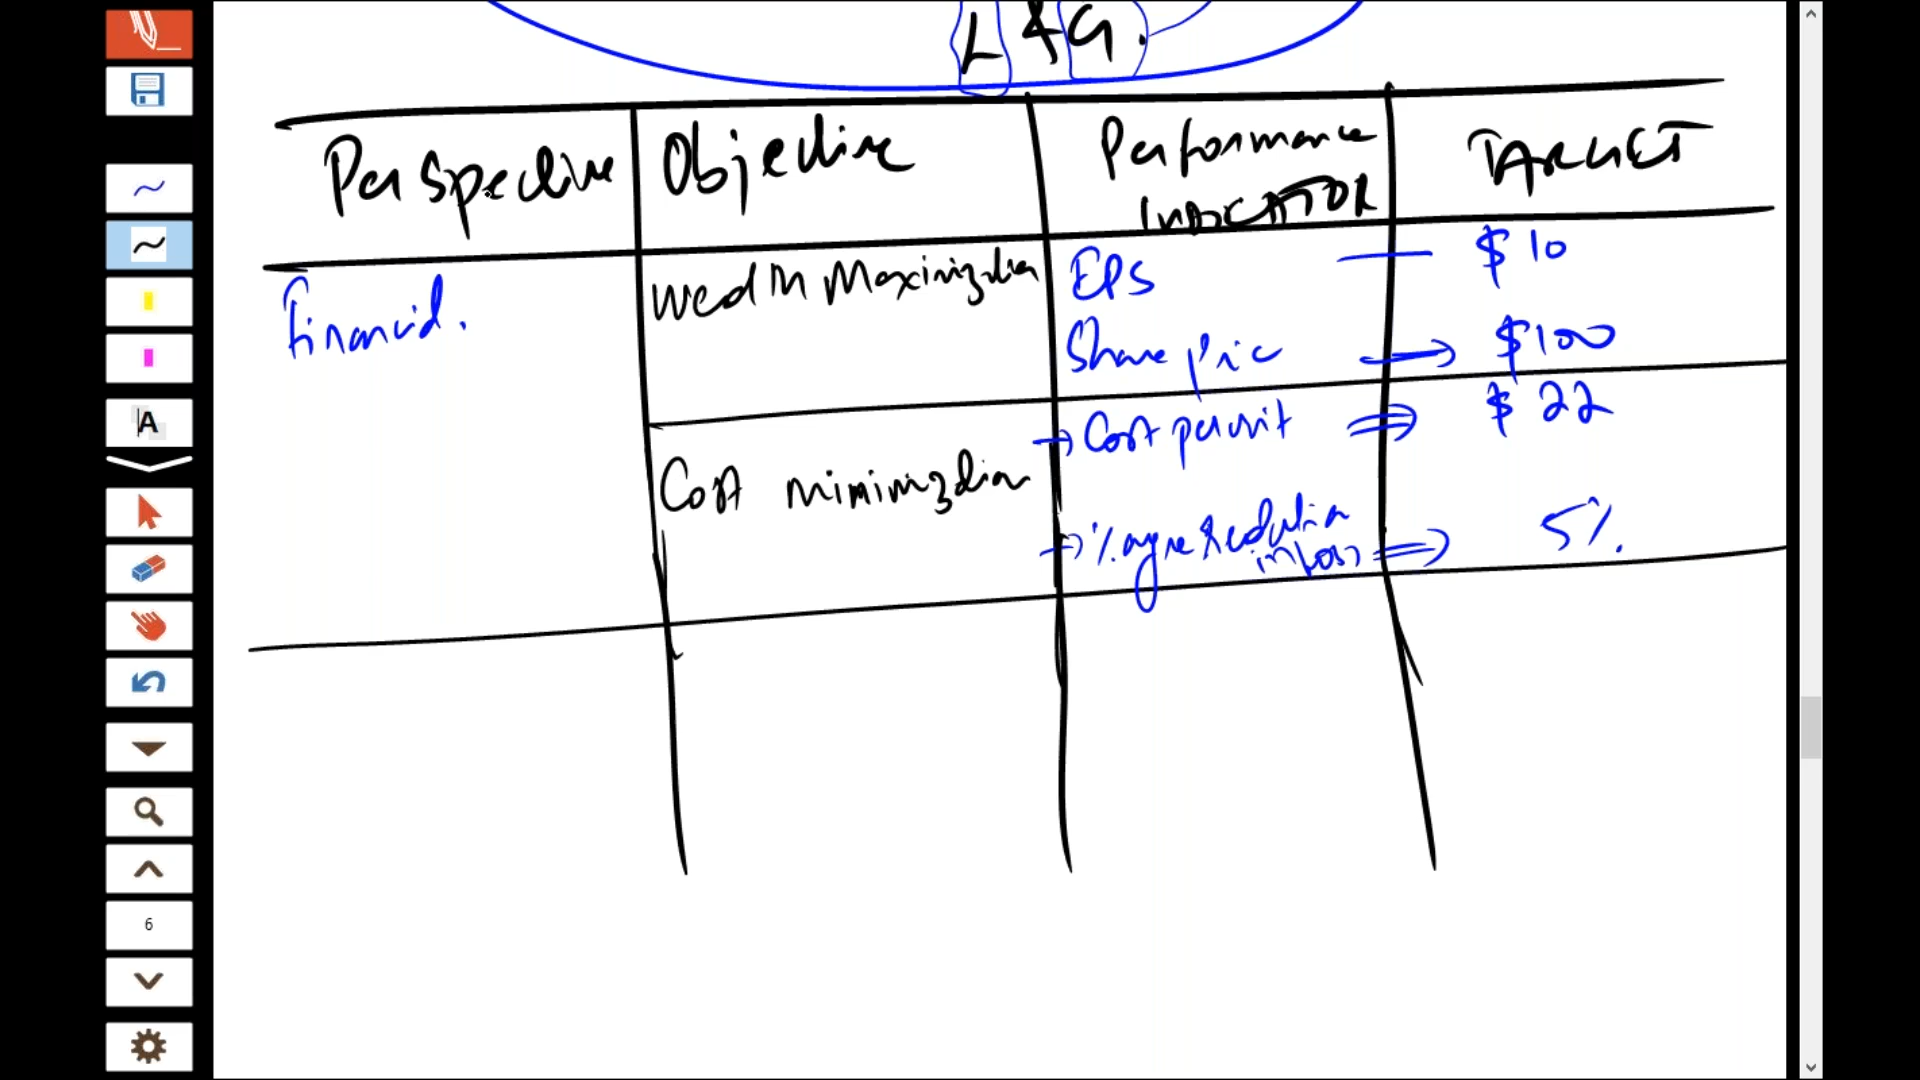 L & G.
Perspective
Objective
Performance
INDICATOR
TARGET
Financial.
Wealth Maximization
EPS
$ 10
Share price
$100
Cost minimization
Cost per unit
$ 22
%age Reduction
in loss
5%.
A
6